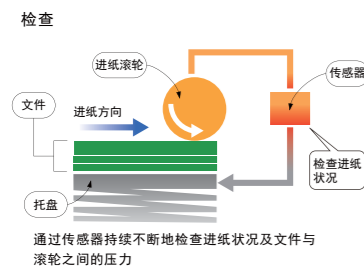 检查
进纸滚轮
传感器
文件
进纸方向
检查进纸
状况
托盘
通过传感器持续不断地检查进纸状况及文件与
滚轮之间的压力